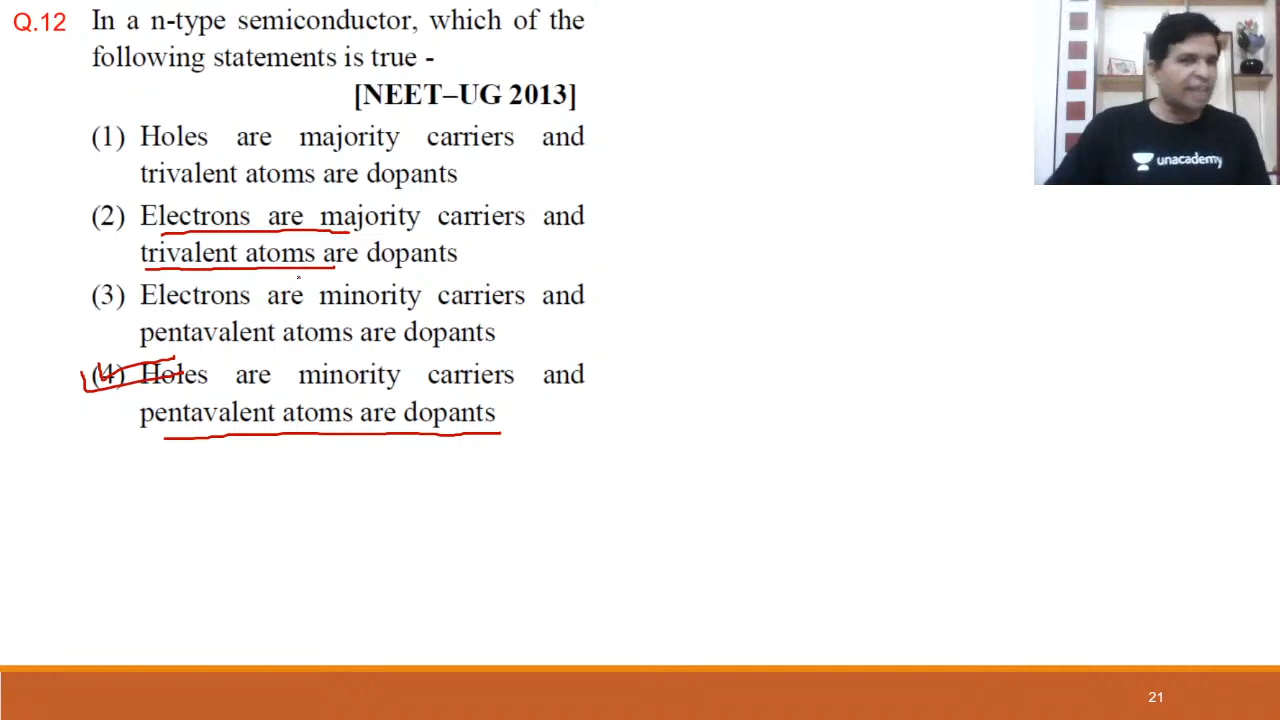 Q.12 In a n-type semiconductor, which of the
following statements is true -
[NEET–UG 2013]
(1) Holes are majority carriers and
trivalent atoms are dopants
(2) Electrons are majority carriers and
trivalent atoms are dopants
(3) Electrons are minority carriers and
pentavalent atoms are dopants
(4) Holes are minority carriers and
pentavalent atoms are dopants
unacademy
21